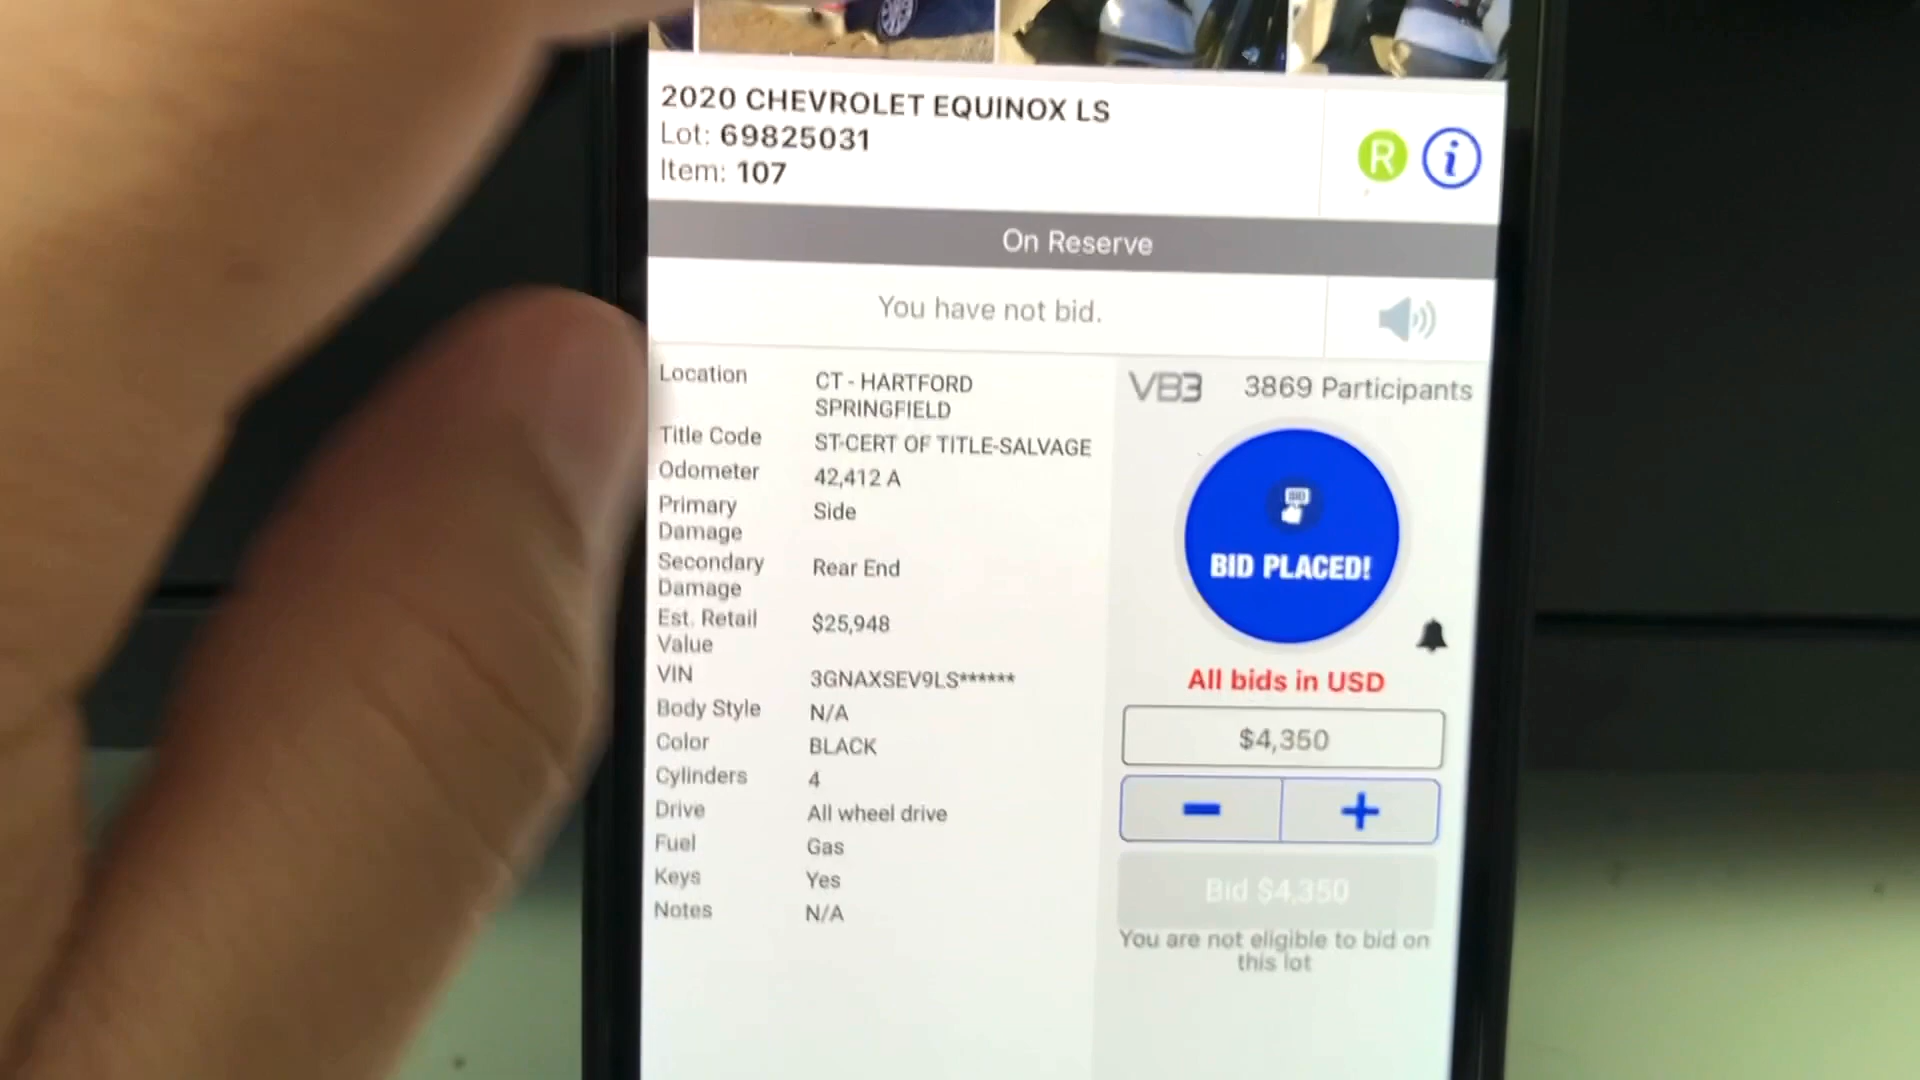 2020 CHEVROLET EQUINOX LS
Lot: 69825031
Item: 107
R i
On Reserve
You have not bid.
Location CT - HARTFORD
SPRINGFIELD
Title Code ST-CERT OF TITLE-SALVAGE
Odometer 42,412 A
Primary
Damage Side
Secondary
Damage Rear End
Est. Retail
Value $25,948
VIN 3GNAXSEV9LS******
Body Style N/A
Color BLACK
Cylinders 4
Drive All wheel drive
Fuel Gas
Keys Yes
Notes N/A
VB3 3869 Participants
BID
BID PLACED!
All bids in USD
$4,350
- +
Bid $4,350
You are not eligible to bid on
this lot